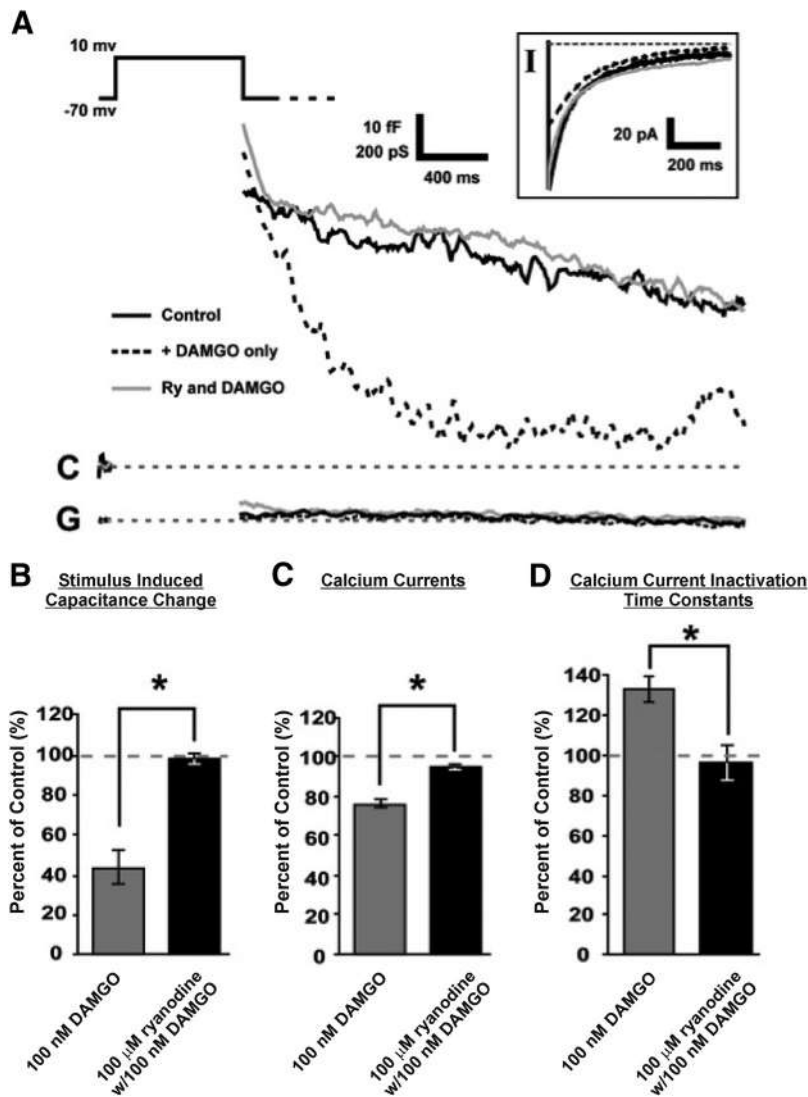 A
10 mv
-70 mv
10 fF
200 pS
400 ms
I
20 pA
200 ms
Control
+ DAMGO only
Ry and DAMGO
C
G
B
Stimulus Induced
Capacitance Change
*
Percent of Control (%)
120
100
80
60
40
20
0
100 nM DAMGO
100 μM ryanodine
w/100 nM DAMGO
C
Calcium Currents
*
Percent of Control (%)
120
100
80
60
40
20
0
100 nM DAMGO
100 μM ryanodine
w/100 nM DAMGO
D
Calcium Current Inactivation
Time Constants
*
Percent of Control (%)
140
120
100
80
60
40
20
0
100 nM DAMGO
100 μM ryanodine
w/100 nM DAMGO